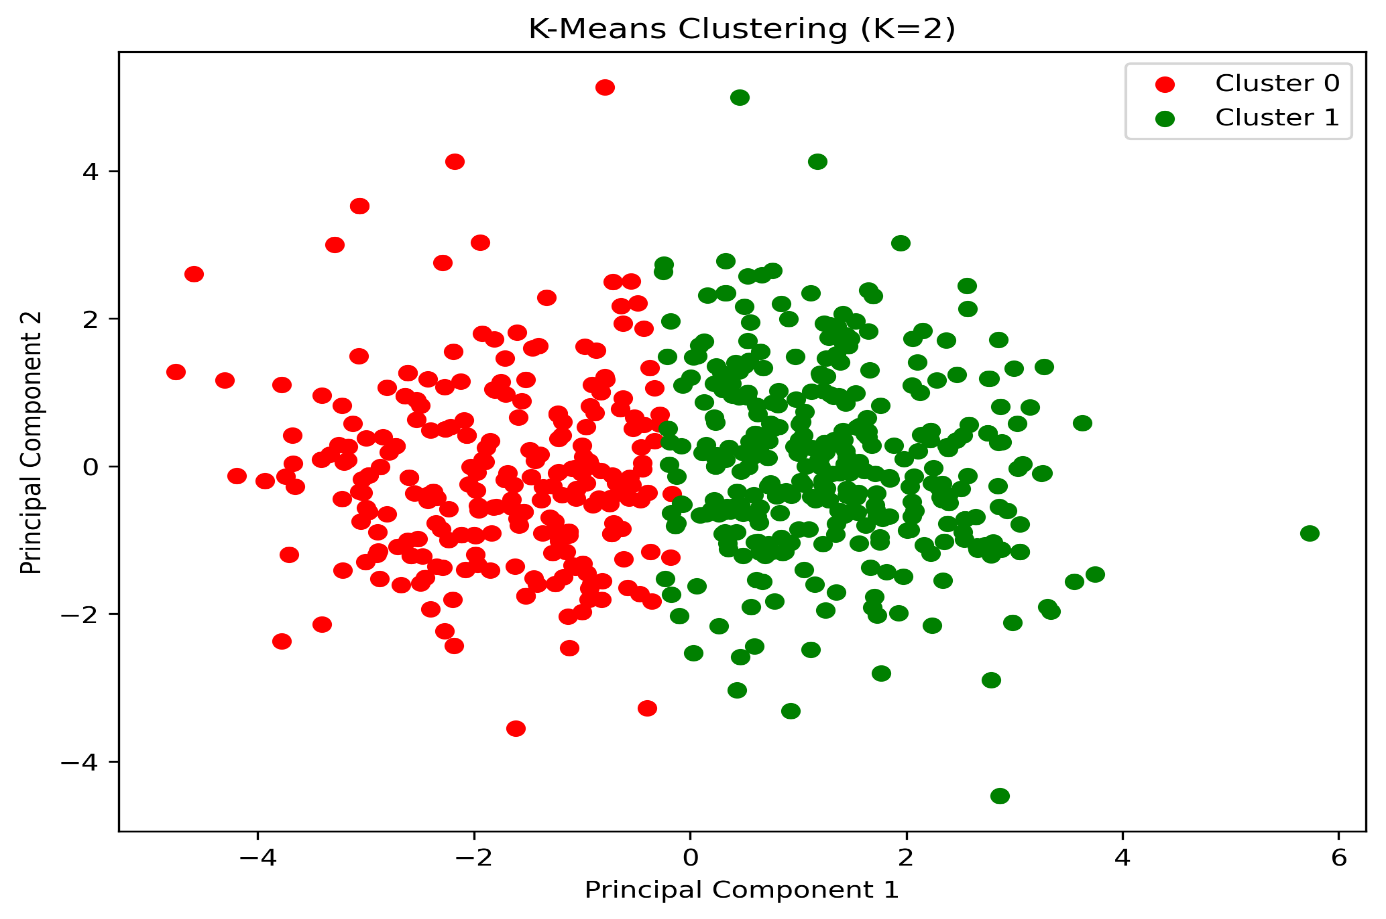 K-Means Clustering (K=2)
Cluster 0
Cluster 1
4
2
0
−2
−4
Principal Component 2
−4
−2
0
2
4
6
Principal Component 1